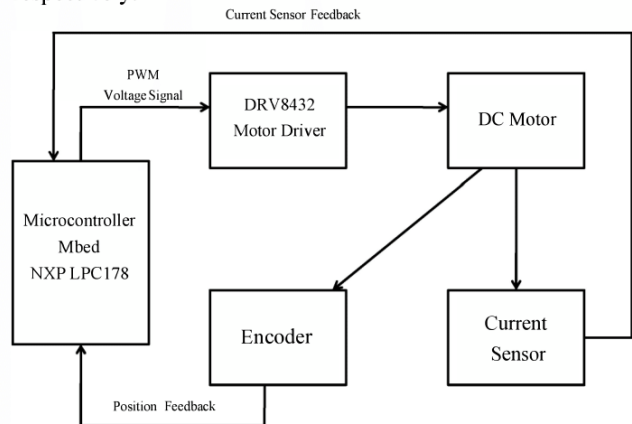 Current Sensor Feedback
PWM
Voltage Signal
DRV8432
Motor Driver
DC Motor
Microcontroller
Mbed
NXP LPC178
Encoder
Current
Sensor
Position Feedback